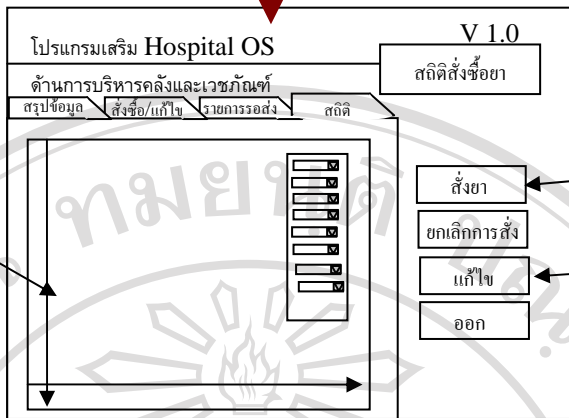 V 1.0
โปรแกรมเสริม Hospital OS
สถิติสั่งซื้อยา
ด้านการบริหารคลังและเวชภัณฑ์
สรุปข้อมูล สั่งซื้อ/แก้ไข รายการรอส่ง สถิติ
สั่งยา
ยกเลิกการสั่ง
แก้ไข
ออก